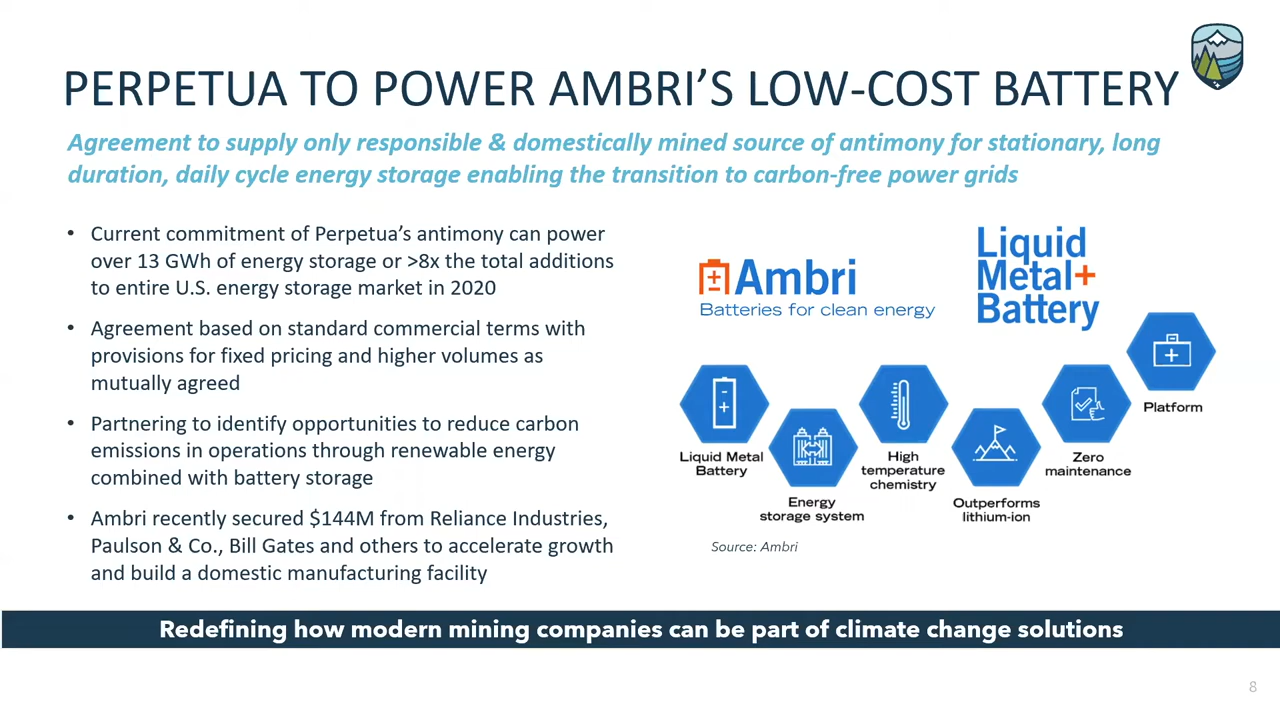 PERPETUA TO POWER AMBRI’S LOW-COST BATTERY
Agreement to supply only responsible & domestically mined source of antimony for stationary, long
duration, daily cycle energy storage enabling the transition to carbon-free power grids
• Current commitment of Perpetua’s antimony can power
over 13 GWh of energy storage or >8x the total additions
to entire U.S. energy storage market in 2020
• Agreement based on standard commercial terms with
provisions for fixed pricing and higher volumes as
mutually agreed
• Partnering to identify opportunities to reduce carbon
emissions in operations through renewable energy
combined with battery storage
• Ambri recently secured $144M from Reliance Industries,
Paulson & Co., Bill Gates and others to accelerate growth
and build a domestic manufacturing facility
Ambri
Batteries for clean energy
Liquid
Metal+
Battery
Liquid Metal
Battery
Energy
storage system
High
temperature
chemistry
Outperforms
lithium-ion
Zero
maintenance
Platform
Source: Ambri
Redefining how modern mining companies can be part of climate change solutions
8